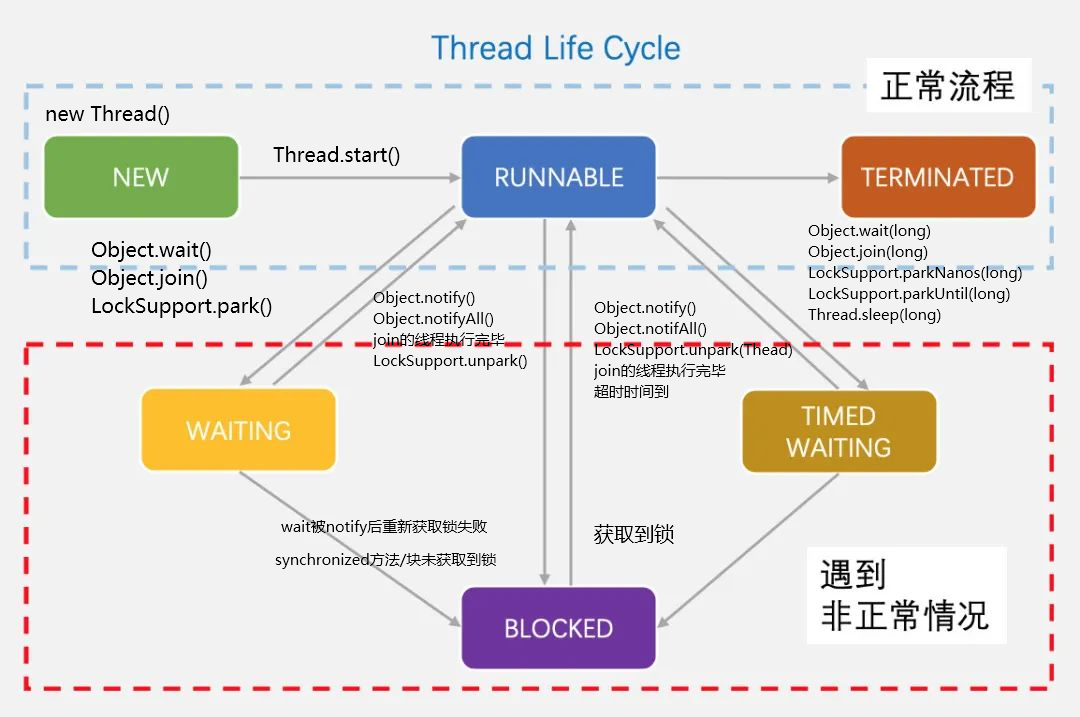 Thread Life Cycle
正常流程
new Thread()
NEW
Thread.start()
RUNNABLE
TERMINATED
Object.wait()
Object.join()
LockSupport.park()
Object.notify()
Object.notifyAll()
join的线程执行完毕
LockSupport.unpark()
Object.notify()
Object.notifAll()
LockSupport.unpark(Thead)
join的线程执行完毕
超时时间到
Object.wait(long)
Object.join(long)
LockSupport.parkNanos(long)
LockSupport.parkUntil(long)
Thread.sleep(long)
WAITING
TIMED
WAITING
wait被notify后重新获取锁失败
synchronized方法/块未获取到锁
获取到锁
BLOCKED
遇到
非正常情况